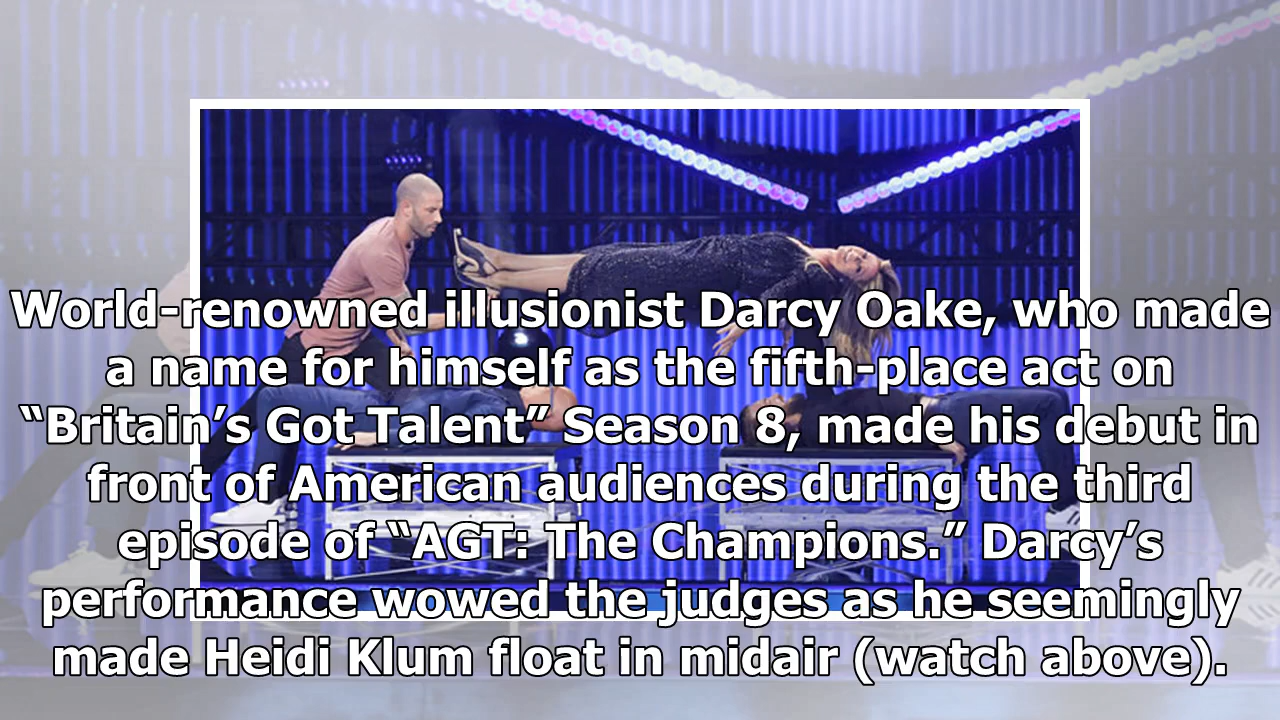 World-renowned illusionist Darcy Oake, who made
a name for himself as the fifth-place act on
“Britain’s Got Talent” Season 8, made his debut in
front of American audiences during the third
episode of “AGT: The Champions.” Darcy’s
performance wowed the judges as he seemingly
made Heidi Klum float in midair (watch above).